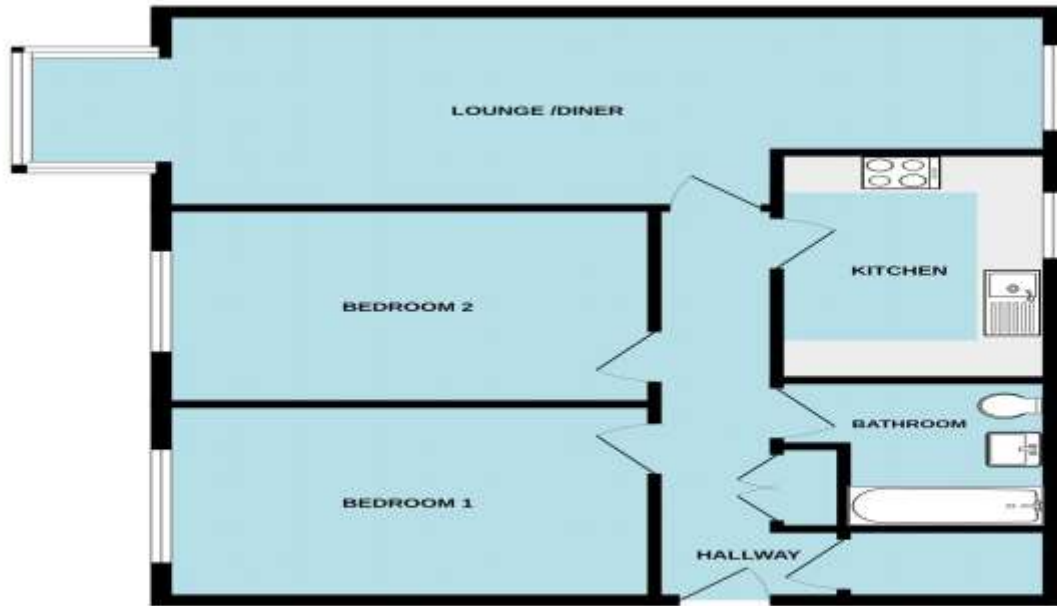 LOUNGE /DINER
KITCHEN
BEDROOM 2
BATHROOM
BEDROOM 1
HALLWAY